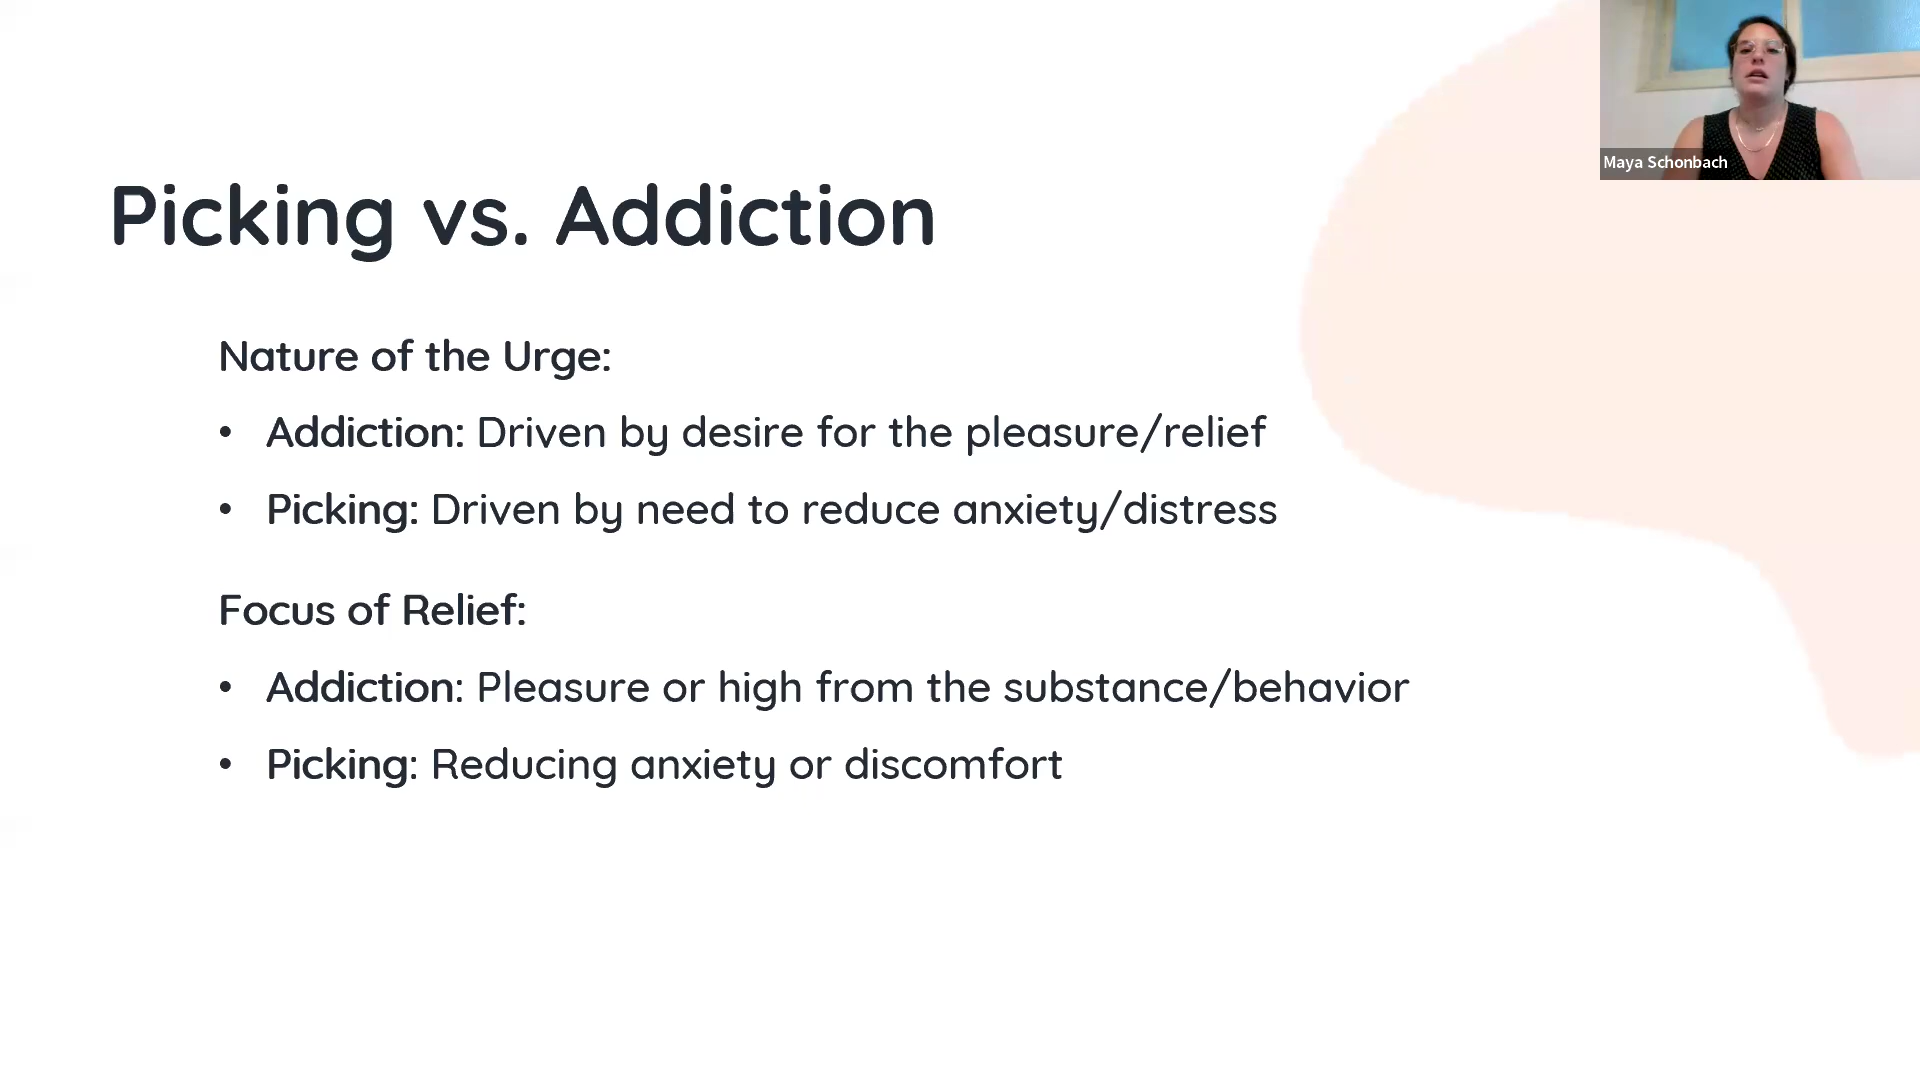 Maya Schonbach
Picking vs. Addiction
Nature of the Urge:
• Addiction: Driven by desire for the pleasure/relief
• Picking: Driven by need to reduce anxiety/distress
Focus of Relief:
• Addiction: Pleasure or high from the substance/behavior
• Picking: Reducing anxiety or discomfort